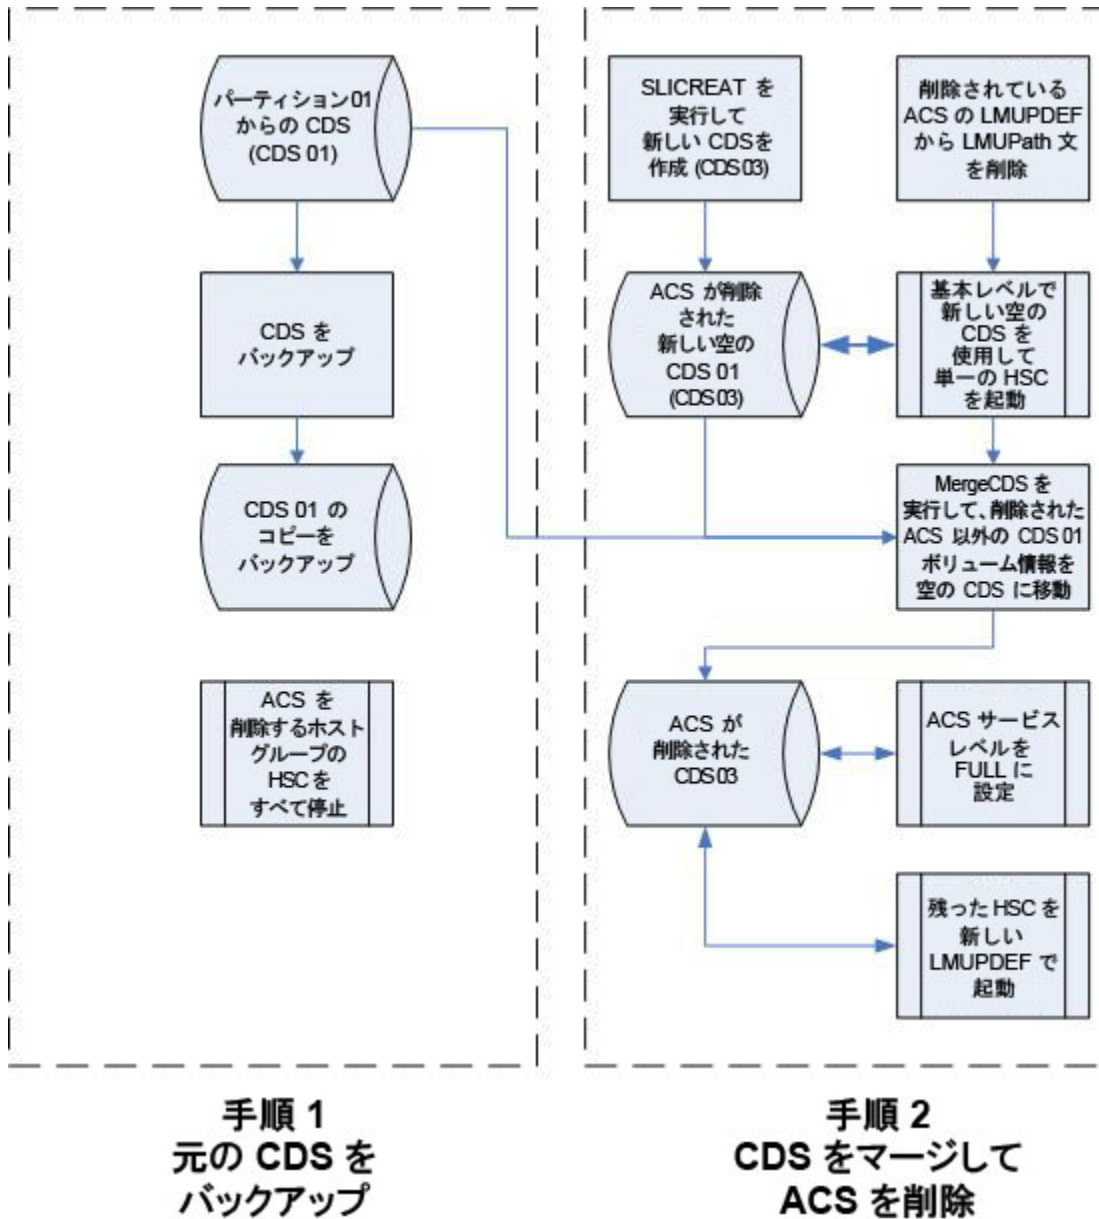 パーティション01
からの CDS
(CDS 01)
CDS を
バックアップ
CDS 01 の
コピーを
バックアップ
ACS を
削除するホスト
グループの
HSC を
すべて停止
手順 1
元の CDS を
バックアップ
SLICREAT を
実行して
新しい CDSを
作成 (CDS03)
削除されている
ACS の LMUPDEF
から LMUPath 文
を削除
ACS が削除
された
新しい空の
CDS 01
(CDS03)
基本レベルで
新しい空の
CDS を
使用して
単一の HSC
を起動
MergeCDS を
実行して、削除された
ACS 以外の CDS 01
ボリューム情報を
空の CDS に移動
ACS が
削除された
CDS03
ACS サービス
レベルを
FULL に
設定
残った HSC を
新しい
LMUPDEF で
起動
手順 2
CDS をマージして
ACS を削除